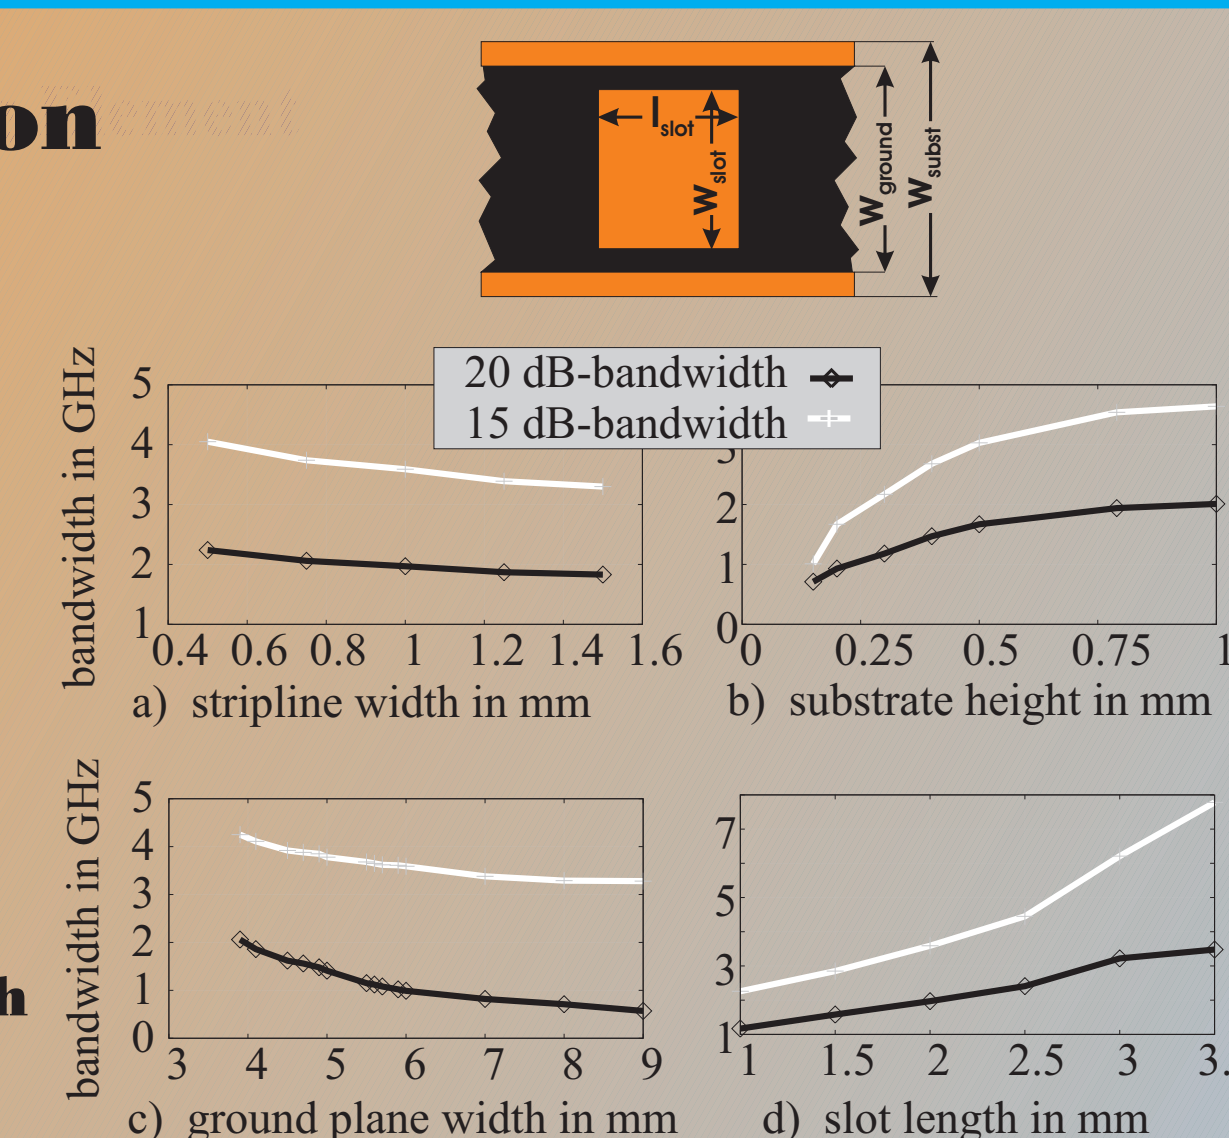 on
ement
l slot
W slot
W ground
W subst
20 dB-bandwidth
15 dB-bandwidth
bandwidth in GHz
5
4
3
2
1
0.4 0.6 0.8 1 1.2 1.4 1.6
a) stripline width in mm
3
2
1
0
0 0.25 0.5 0.75 1
b) substrate height in mm
bandwidth in GHz
5
4
3
2
1
0
3 4 5 6 7 8 9
c) ground plane width in mm
7
5
3
1
1 1.5 2 2.5 3 3.
d) slot length in mm
h